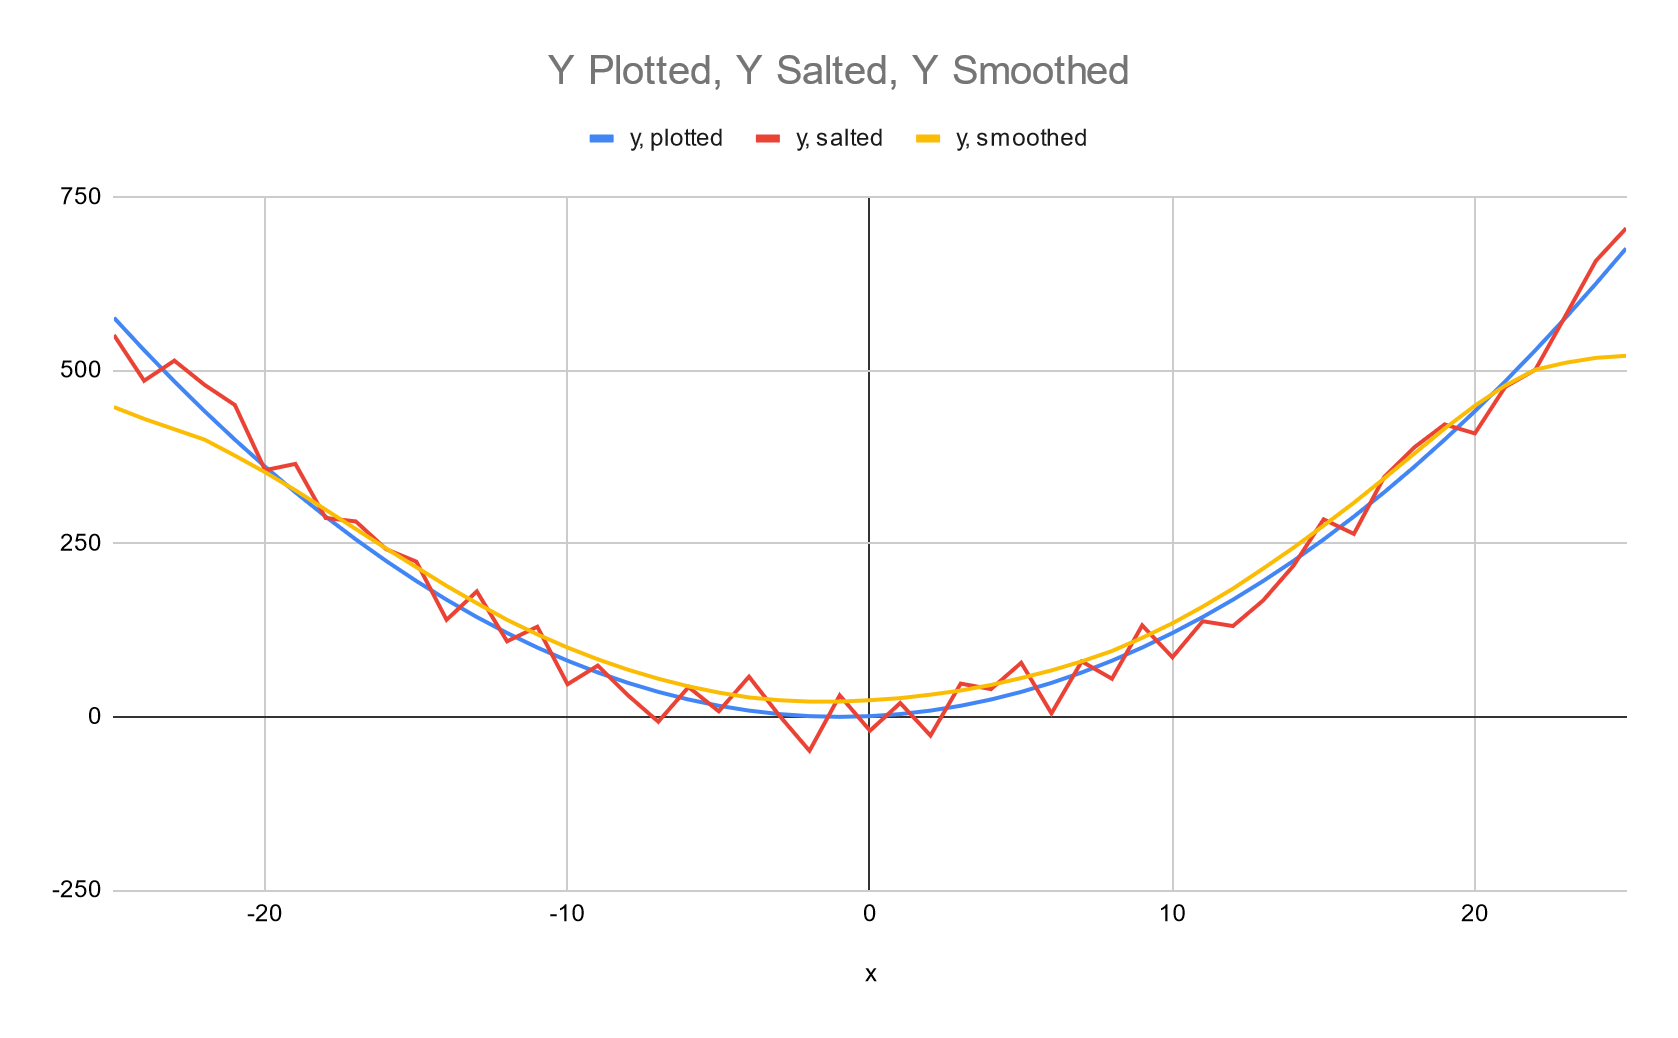 Y Plotted, Y Salted, Y Smoothed
y, plotted y, salted y, smoothed
750
500
250
0
-250
-20 -10 0 10 20
x